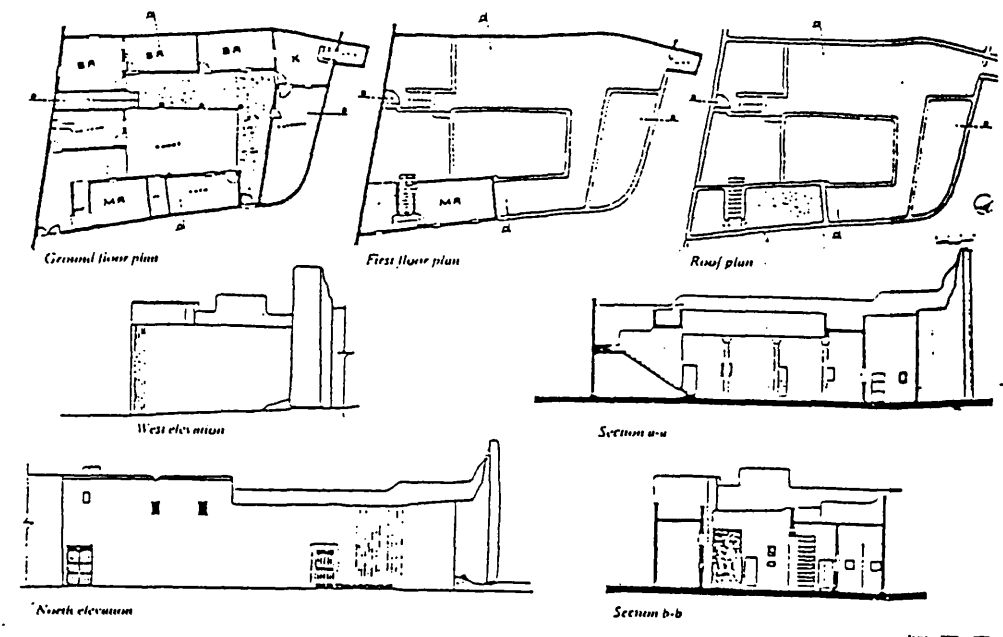 BR
BR
BR
K
MR
Ground floor plan
MR
First floor plan
Roof plan
West elevation
Section a-a
North elevation
Section b-b